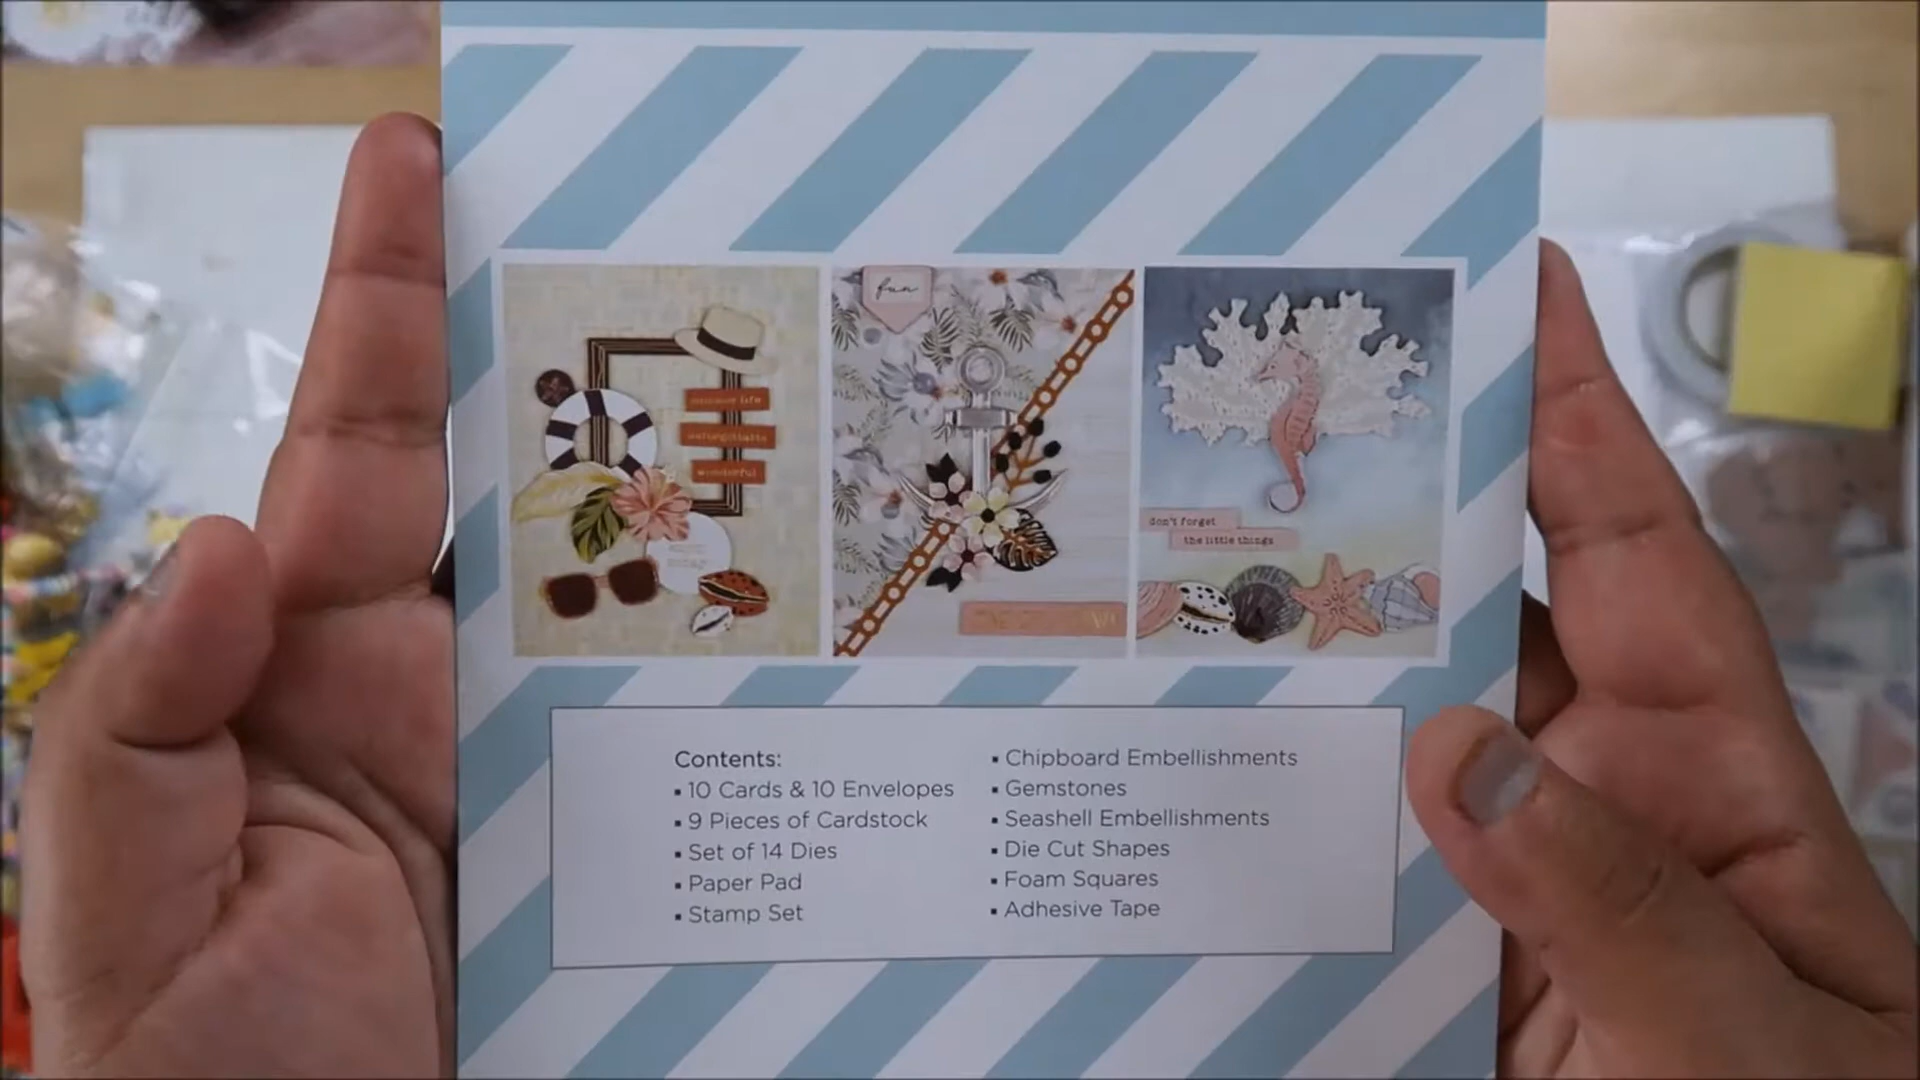 fun
wonderful
don't forget
the little things
Contents:
▪ 10 Cards & 10 Envelopes
▪ 9 Pieces of Cardstock
▪ Set of 14 Dies
▪ Paper Pad
▪ Stamp Set
▪ Chipboard Embellishments
▪ Gemstones
▪ Seashell Embellishments
▪ Die Cut Shapes
▪ Foam Squares
▪ Adhesive Tape